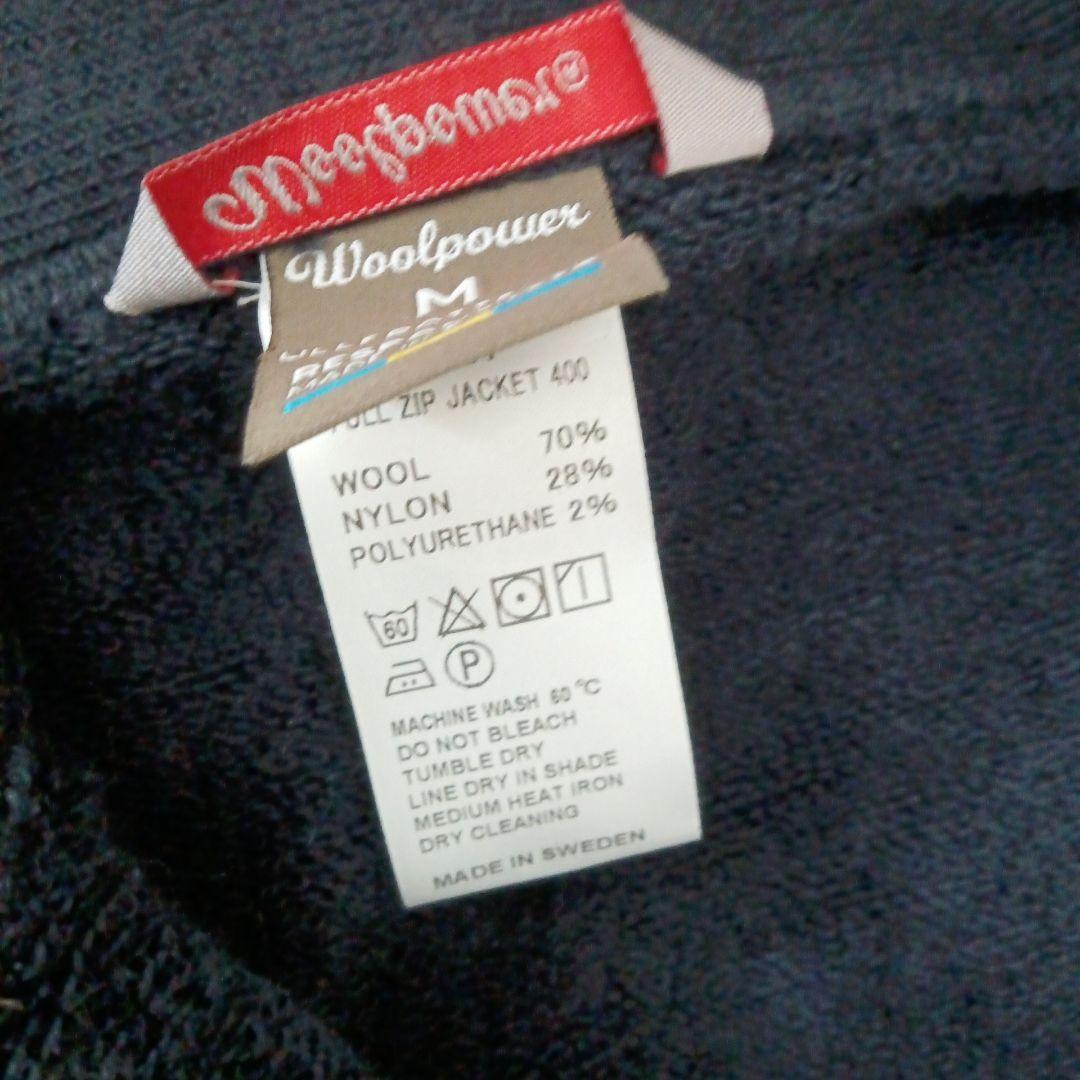 Woolpower®
Woolpower
M
FULL ZIP JACKET 400
WOOL 70%
NYLON 28%
POLYURETHANE 2%
60
P
MACHINE WASH 60°C
DO NOT BLEACH
TUMBLE DRY
LINE DRY IN SHADE
MEDIUM HEAT IRON
DRY CLEANING
MADE IN SWEDEN